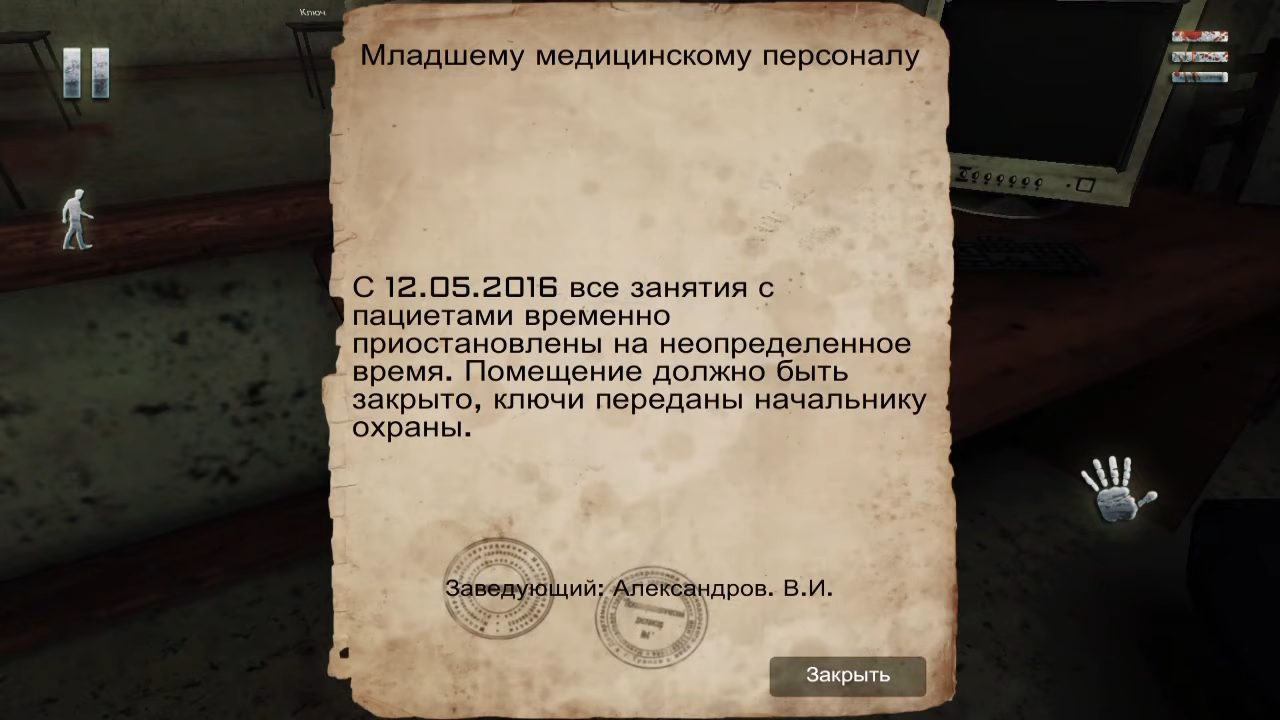 Ключ
Младшему медицинскому персоналу
С 12.05.2016 все занятия с
пациетами временно
приостановлены на неопределенное
время. Помещение должно быть
закрыто, ключи переданы начальнику
охраны.
Заведующий: Александров. В.И.
Закрыть